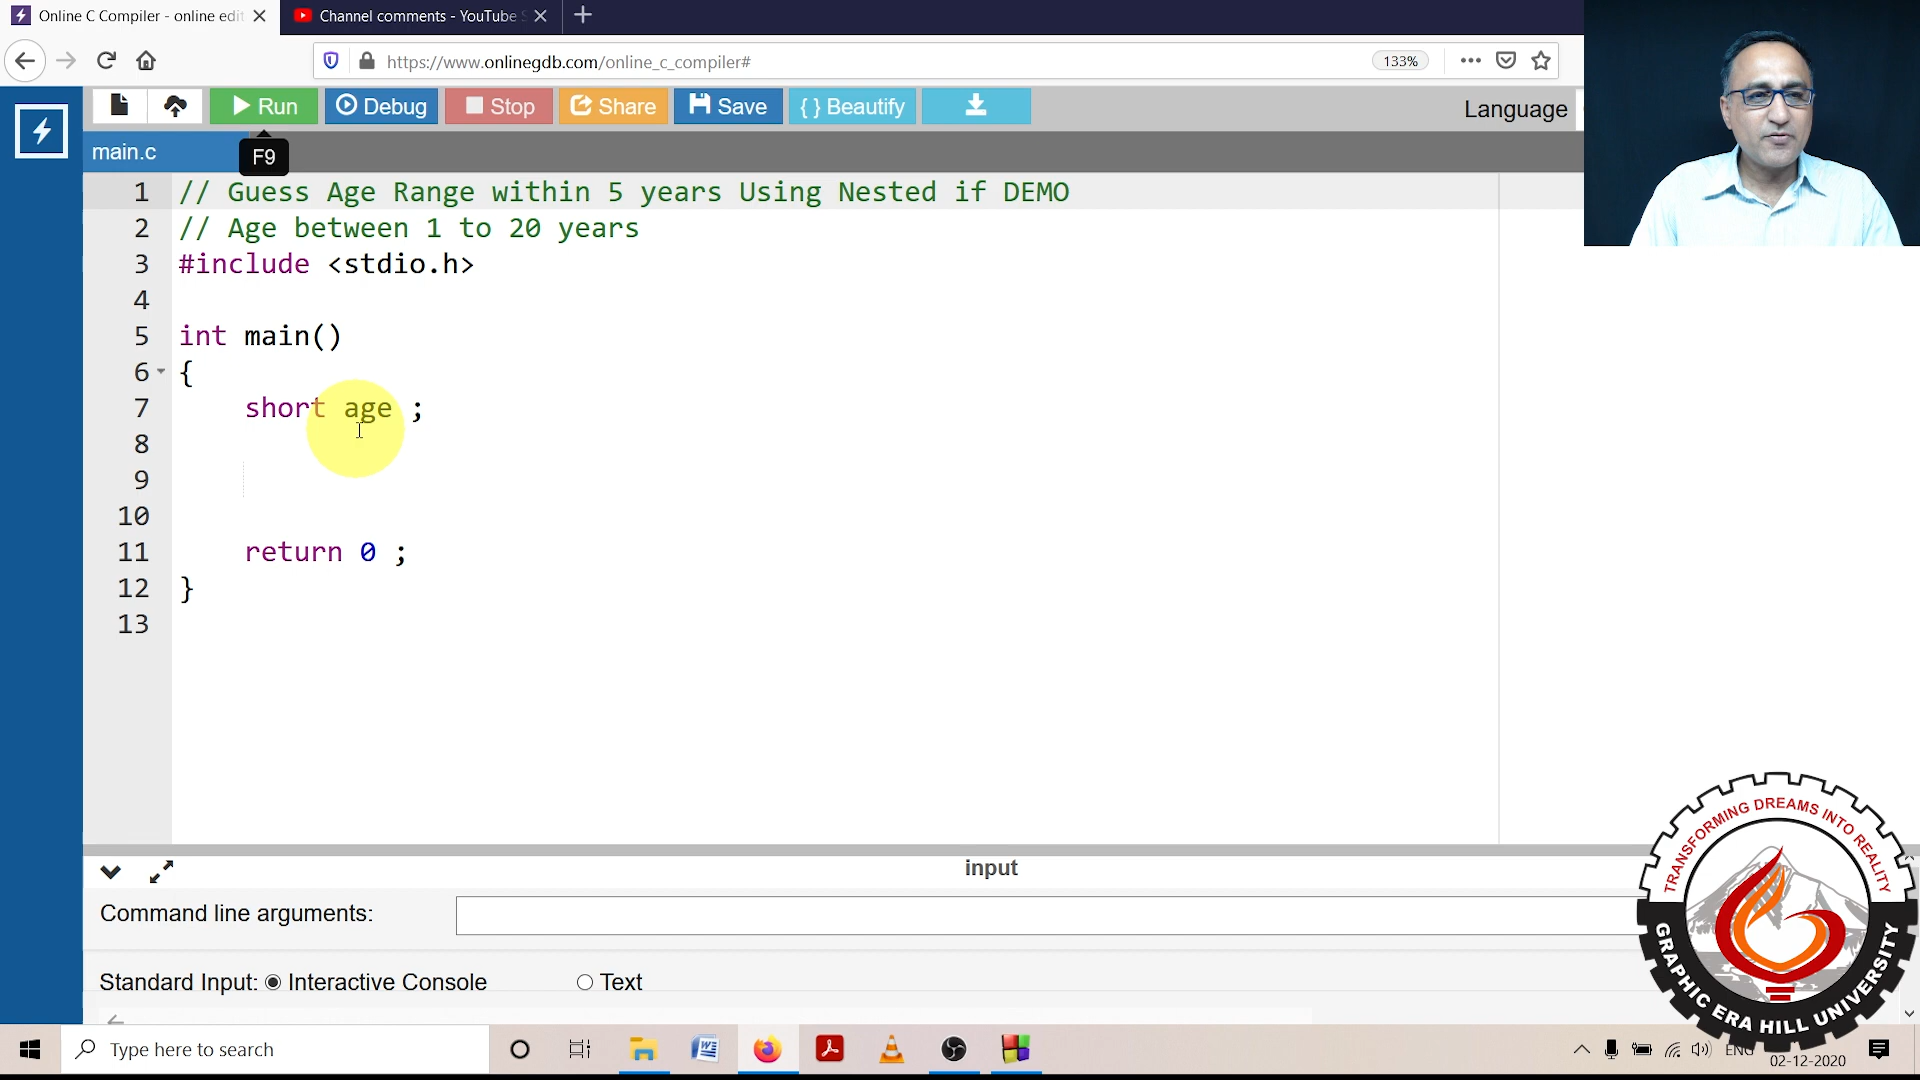 Online C Compiler - online edit
Channel comments - YouTube S
https://www.onlinegdb.com/online_c_compiler#
133%
Run
Debug
Stop
Share
Save
{ } Beautify
Language
main.c
F9
1 // Guess Age Range within 5 years Using Nested if DEMO
2 // Age between 1 to 20 years
3 #include <stdio.h>
4
5 int main()
6 {
7 short age ;
8
9
10
11 return 0 ;
12 }
13
input
Command line arguments:
Standard Input: Interactive Console Text
TRANSFORMING DREAMS INTO REALITY
GRAPHIC ERA HILL UNIVERSITY
Type here to search
ENG
02-12-2020